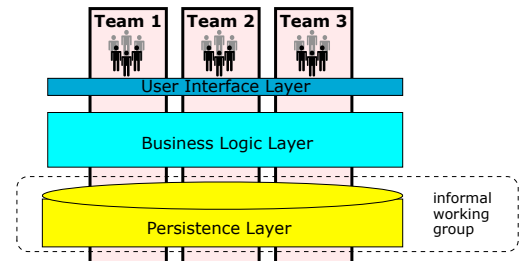 Team 1
Team 2
Team 3
User Interface Layer
Business Logic Layer
Persistence Layer
informal
working
group